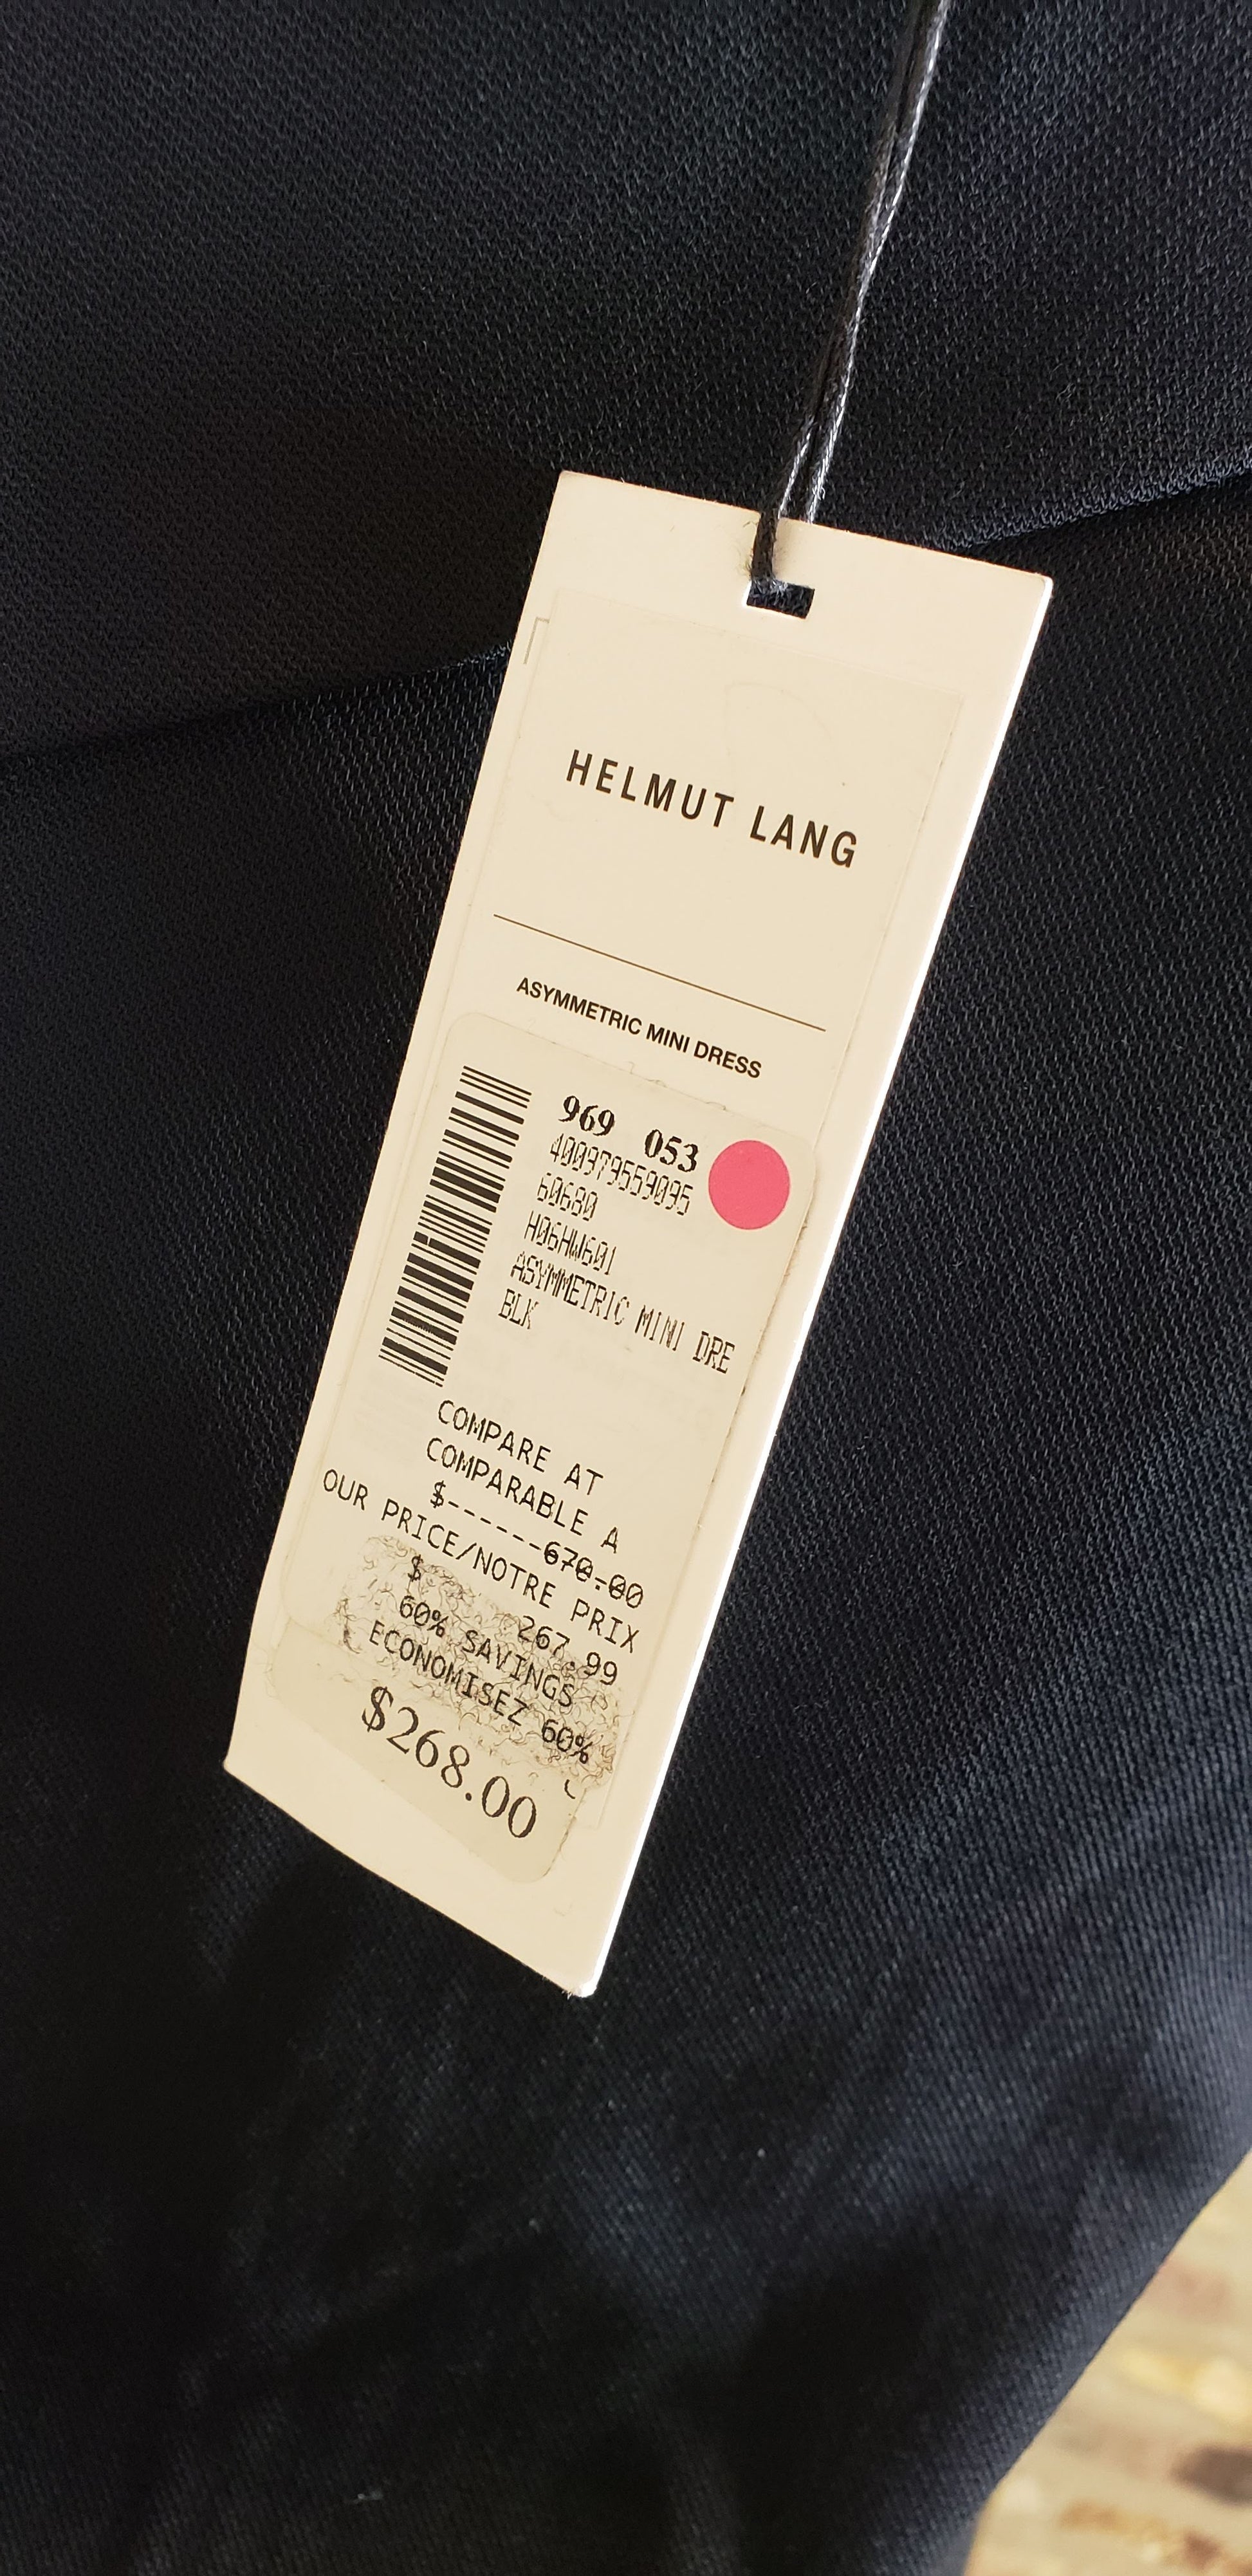 HELMUT LANG
ASYMMETRIC MINI DRESS
969 053
400979559095
60680
H06HW601
ASYMMETRIC MINI DRE
BLK
COMPARE AT
COMPARABLE A
$------670.00
OUR PRICE/NOTRE PRIX
$ 267.99
60% SAVINGS
ECONOMISEZ 60%
$268.00